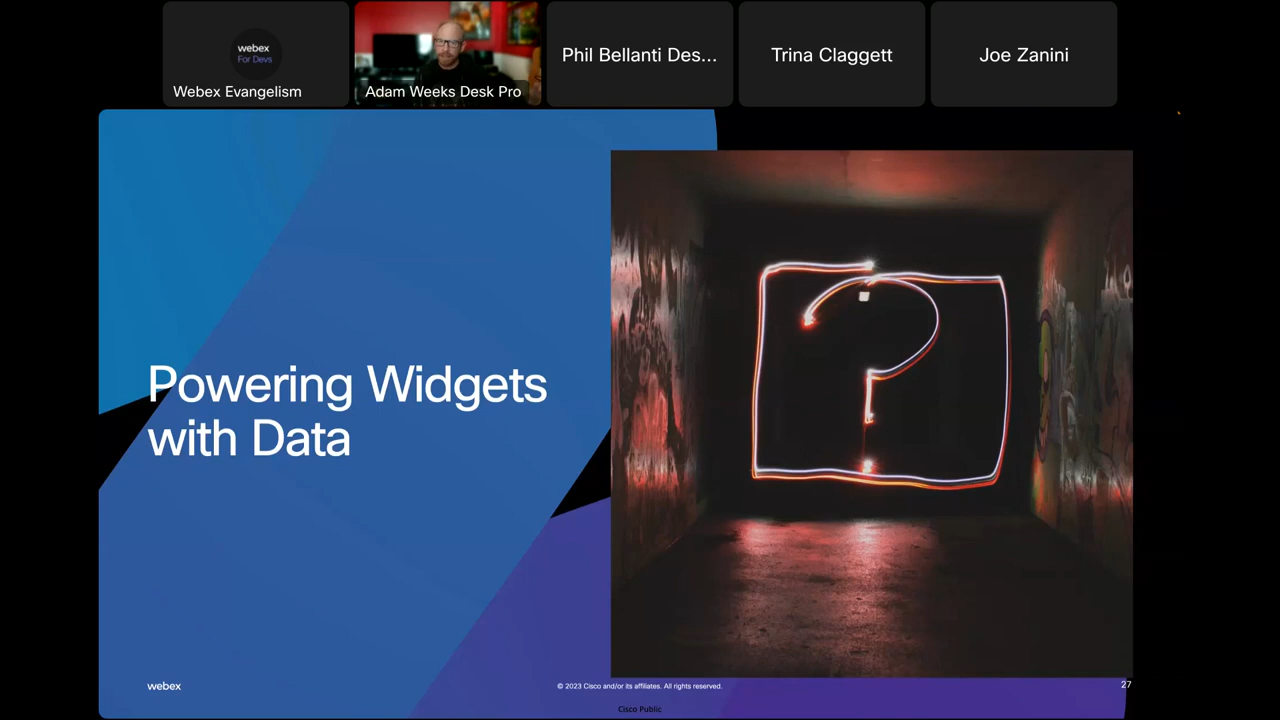 webex
For Devs
Webex Evangelism
Adam Weeks Desk Pro
Phil Bellanti Des...
Trina Claggett
Joe Zanini
Powering Widgets
with Data
webex
© 2023 Cisco and/or its affiliates. All rights reserved.
27
Cisco Public